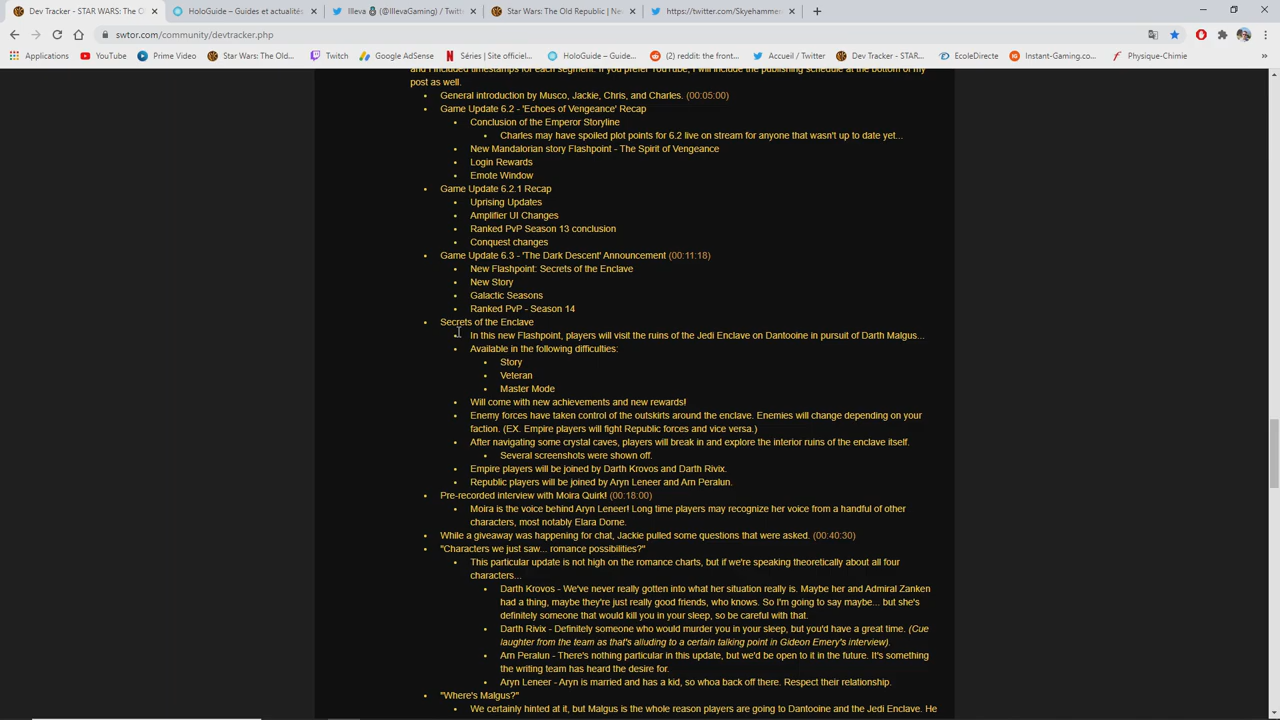 Dev Tracker - STAR WARS: The O
HoloGuide – Guides et actualités
Illeva (@IllevaGaming) / Twitter
Star Wars: The Old Republic | Ne
https://twitter.com/Skyehammer
swtor.com/community/devtracker.php
Applications
YouTube
Prime Video
Star Wars: The Old...
Twitch
Google AdSense
Séries | Site officiel...
HoloGuide – Guide...
(2) reddit: the front...
Accueil / Twitter
Dev Tracker - STAR...
EcoleDirecte
Instant-Gaming.co...
Physique-Chimie
and I included timestamps for each segment. If you prefer YouTube, I will include the publishing schedule at the bottom of my
post as well.
General introduction by Musco, Jackie, Chris, and Charles. (00:05:00)
Game Update 6.2 - 'Echoes of Vengeance' Recap
Conclusion of the Emperor Storyline
Charles may have spoiled plot points for 6.2 live on stream for anyone that wasn't up to date yet...
New Mandalorian story Flashpoint - The Spirit of Vengeance
Login Rewards
Emote Window
Game Update 6.2.1 Recap
Uprising Updates
Amplifier UI Changes
Ranked PvP Season 13 conclusion
Conquest changes
Game Update 6.3 - 'The Dark Descent' Announcement (00:11:18)
New Flashpoint: Secrets of the Enclave
New Story
Galactic Seasons
Ranked PvP - Season 14
Secrets of the Enclave
In this new Flashpoint, players will visit the ruins of the Jedi Enclave on Dantooine in pursuit of Darth Malgus...
Available in the following difficulties:
Story
Veteran
Master Mode
Will come with new achievements and new rewards!
Enemy forces have taken control of the outskirts around the enclave. Enemies will change depending on your
faction. (EX. Empire players will fight Republic forces and vice versa.)
After navigating some crystal caves, players will break in and explore the interior ruins of the enclave itself.
Several screenshots were shown off.
Empire players will be joined by Darth Krovos and Darth Rivix.
Republic players will be joined by Aryn Leneer and Arn Peralun.
Pre-recorded interview with Moira Quirk! (00:18:00)
Moira is the voice behind Aryn Leneer! Long time players may recognize her voice from a handful of other
characters, most notably Elara Dorne.
While a giveaway was happening for chat, Jackie pulled some questions that were asked. (00:40:30)
"Characters we just saw... romance possibilities?"
This particular update is not high on the romance charts, but if we're speaking theoretically about all four
characters...
Darth Krovos - We've never really gotten into what her situation really is. Maybe her and Admiral Zanken
had a thing, maybe they're just really good friends, who knows. So I'm going to say maybe... but she's
definitely someone that would kill you in your sleep, so be careful with that.
Darth Rivix - Definitely someone who would murder you in your sleep, but you'd have a great time. (Cue
laughter from the team as that's alluding to a certain talking point in Gideon Emery's interview).
Arn Peralun - There's nothing particular in this update, but we'd be open to it in the future. It's something
the writing team has heard the desire for.
Aryn Leneer - Aryn is married and has a kid, so whoa back off there. Respect their relationship.
"Where's Malgus?"
We certainly hinted at it, but Malgus is the whole reason players are going to Dantooine and the Jedi Enclave. He